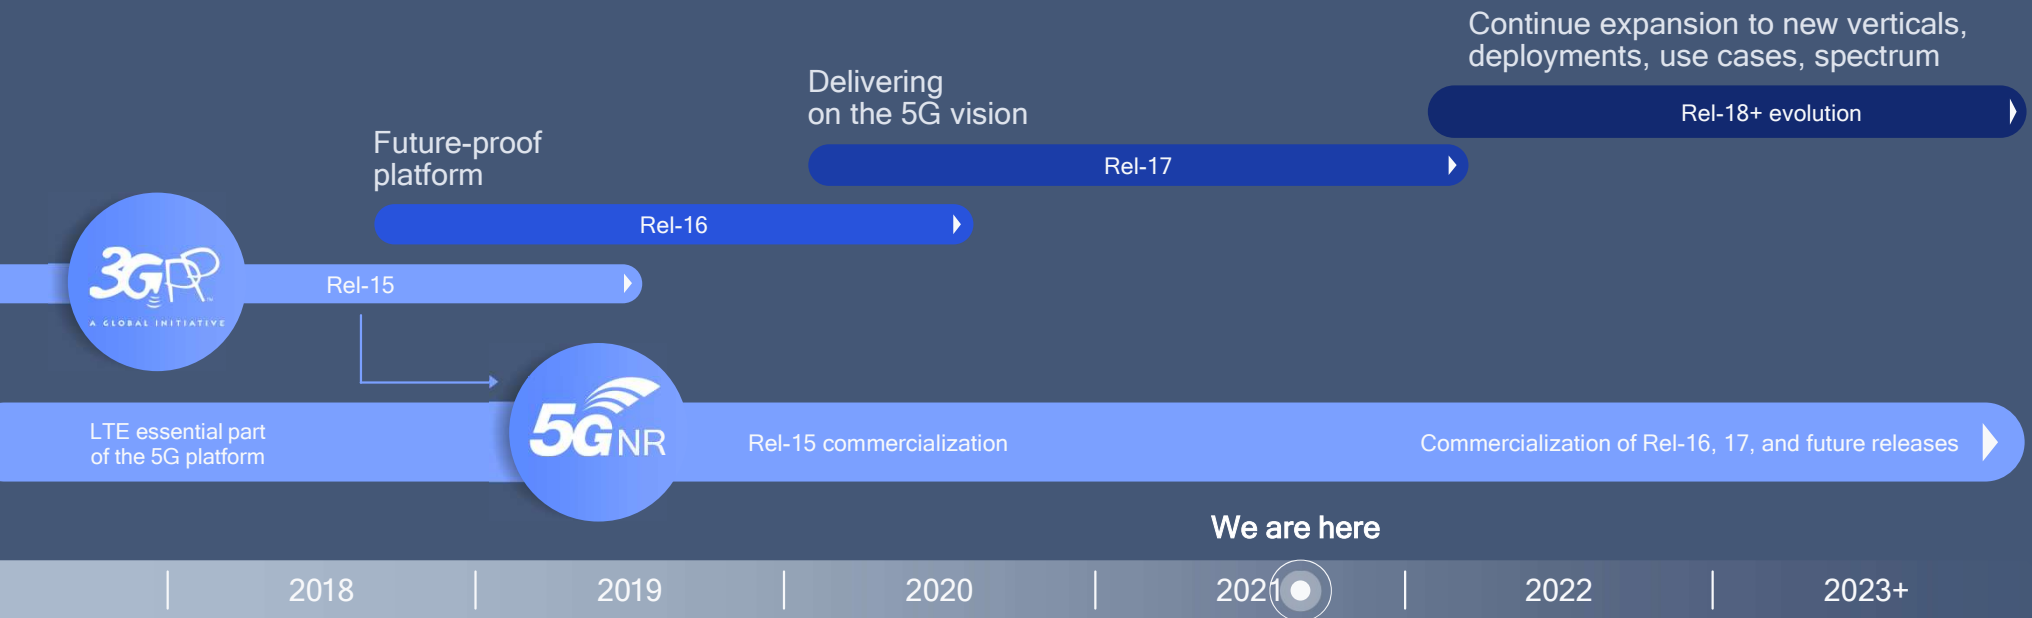 Continue expansion to new verticals,
deployments, use cases, spectrum
Rel-18+ evolution
Delivering
on the 5G vision
Rel-17
Future-proof
platform
Rel-16
3GPP™
A GLOBAL INITIATIVE
Rel-15
LTE essential part
of the 5G platform
5G NR
Rel-15 commercialization
Commercialization of Rel-16, 17, and future releases
We are here
2018
2019
2020
2021
2022
2023+